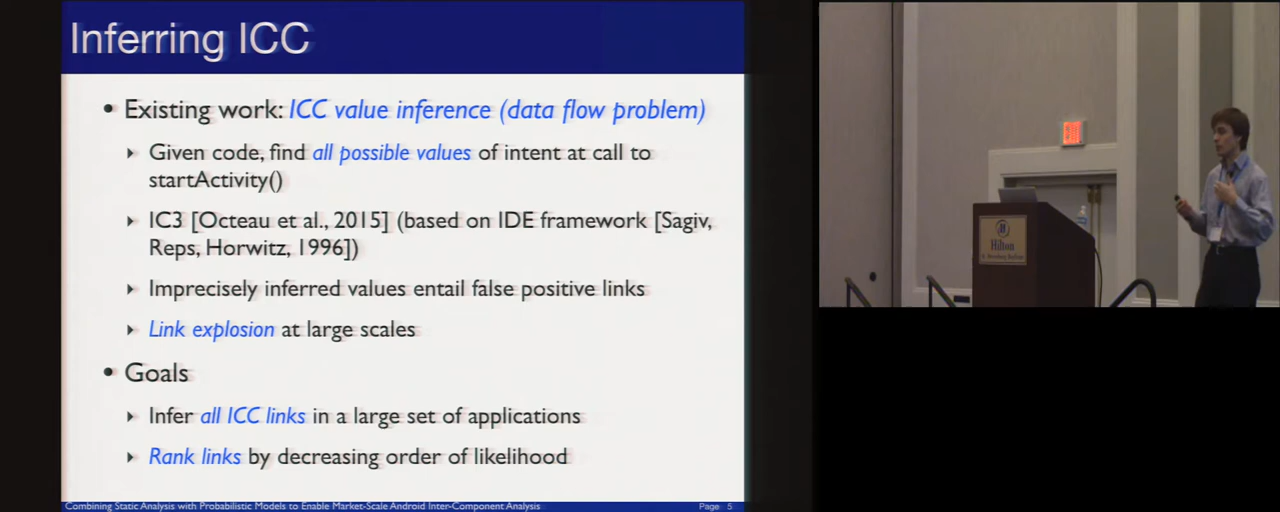 Inferring ICC
• Existing work: ICC value inference (data flow problem)
Given code, find all possible values of intent at call to
startActivity()
IC3 [Octeau et al., 2015] (based on IDE framework [Sagiv,
Reps, Horwitz, 1996])
Imprecisely inferred values entail false positive links
Link explosion at large scales
• Goals
Infer all ICC links in a large set of applications
Rank links by decreasing order of likelihood
Combining Static Analysis with Probabilistic Models to Enable Market-Scale Android Inter-Component Analysis
Page 5
Hilton